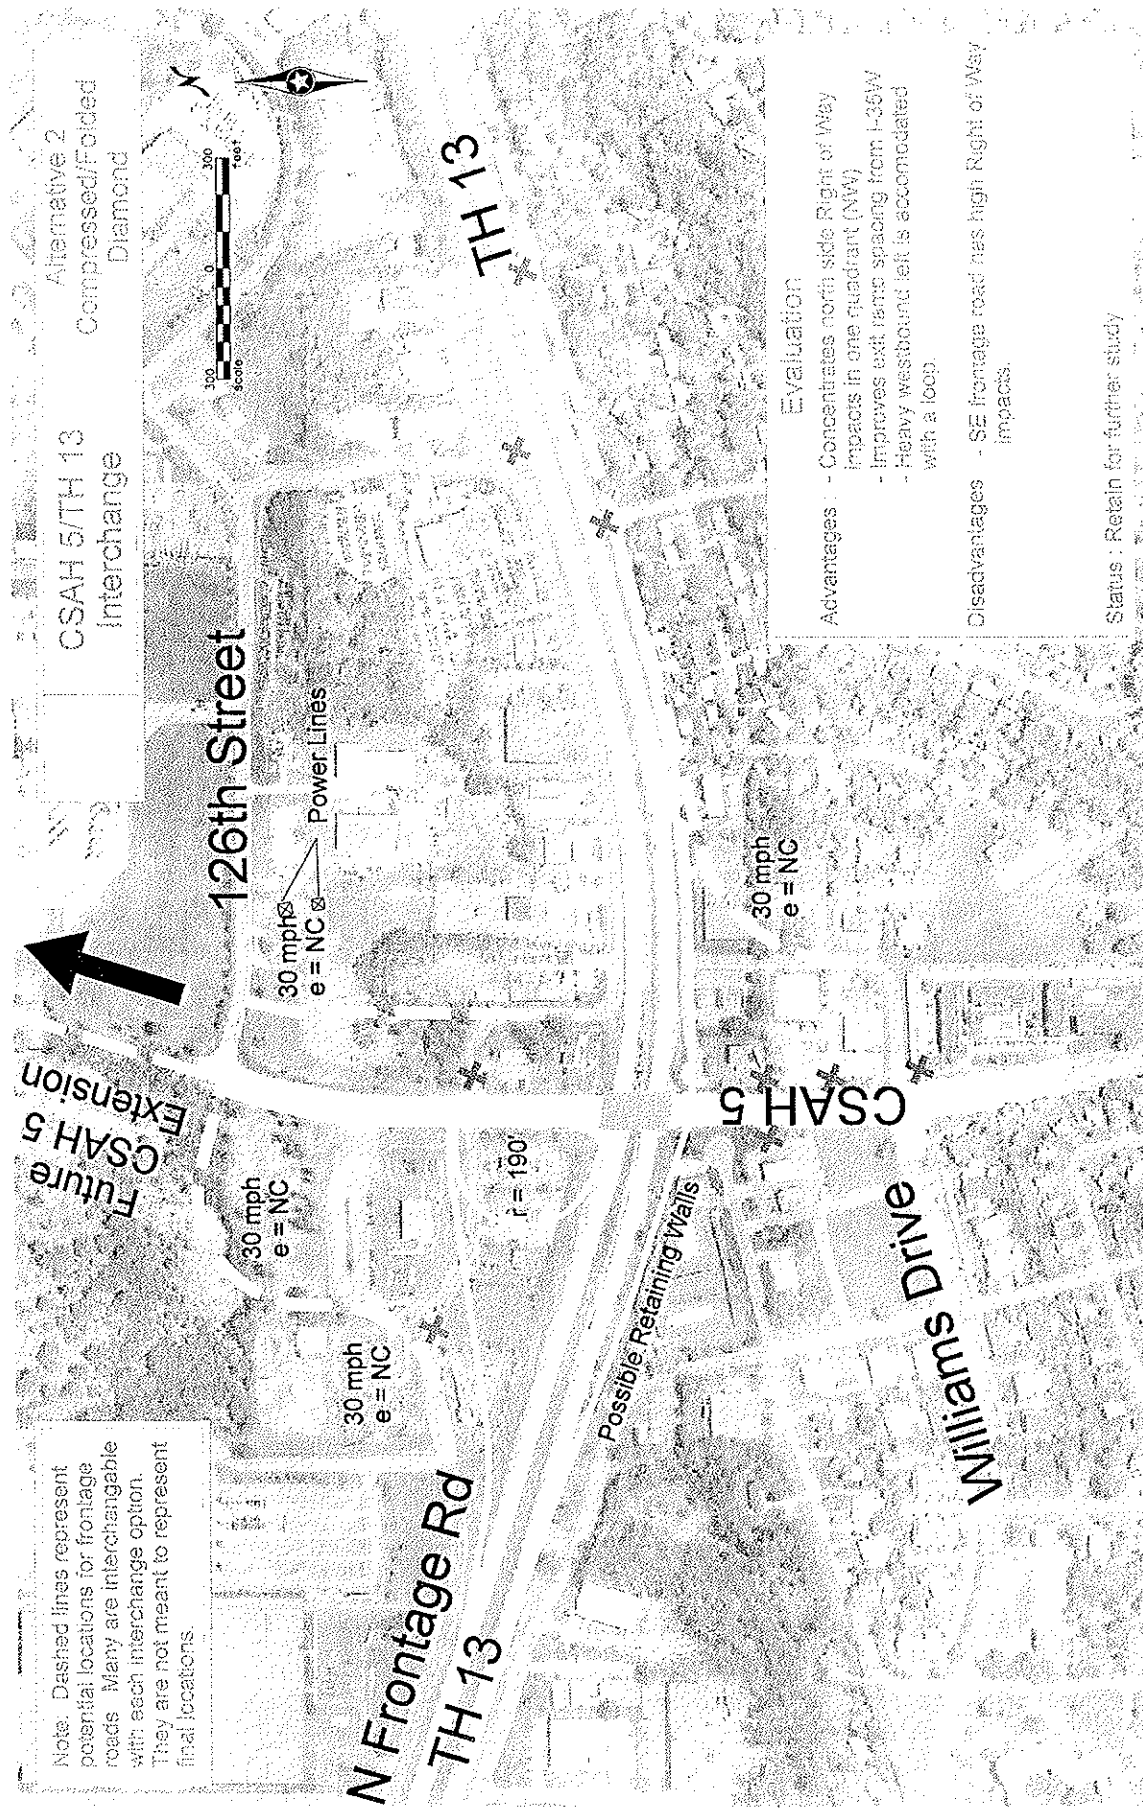 Note: Dashed lines represent
potential locations for frontage
roads. Many are interchangable
with each interchange option.
They are not meant to represent
final locations.
CSAH 5/TH 13
Interchange
Alternative 2
Compressed/Folded
Diamond
N
300
0
300
scale
feet
Future
CSAH 5
Extension
126th Street
30 mph
e = NC
Power Lines
30 mph
e = NC
30 mph
e = NC
r = 190'
TH 13
N Frontage Rd
TH 13
Possible Retaining Walls
CSAH 5
30 mph
e = NC
Williams Drive
Evaluation
Advantages : - Concentrates north side Right of Way
impacts in one quadrant (NW)
- Improves exit ramp spacing from I-35W
- Heavy westbound left is accomodated
with a loop.
Disadvantages - SE frontage road has high Right of Way
impacts.
Status : Retain for further study